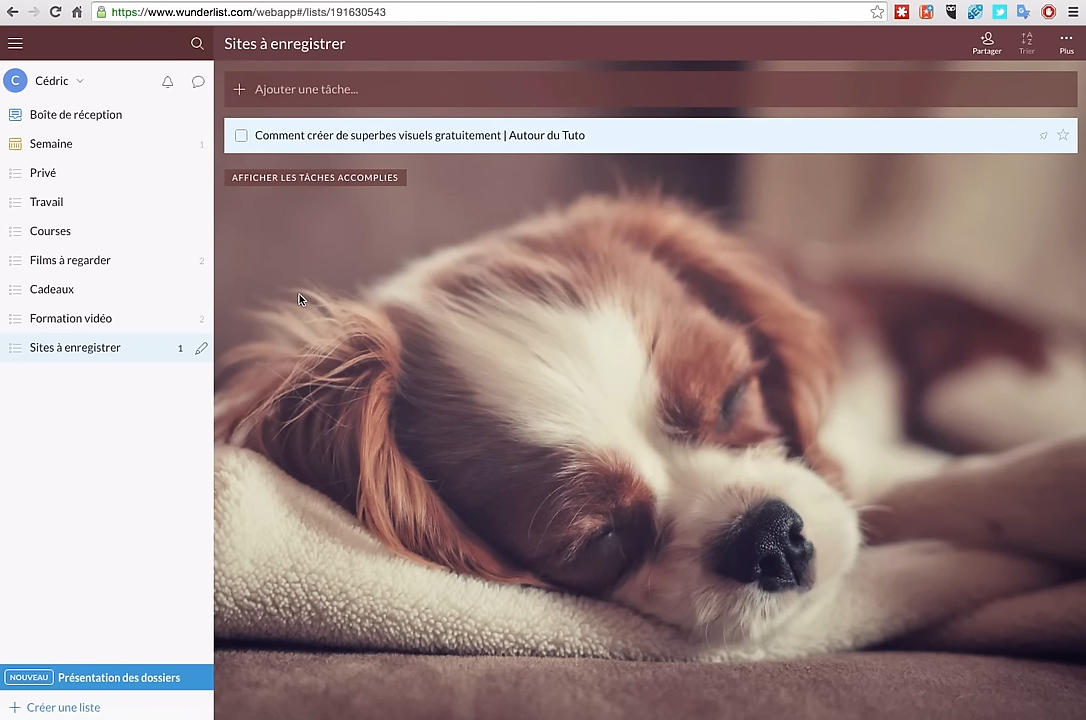 https://www.wunderlist.com/webapp#/lists/191630543
Sites à enregistrer
Partager
A
Z
Trier
Plus
C Cédric
Ajouter une tâche...
Boîte de réception
Comment créer de superbes visuels gratuitement | Autour du Tuto
Semaine 1
Privé
AFFICHER LES TÂCHES ACCOMPLIES
Travail
Courses
Films à regarder 2
Cadeaux
Formation vidéo 2
Sites à enregistrer 1
NOUVEAU Présentation des dossiers
Créer une liste